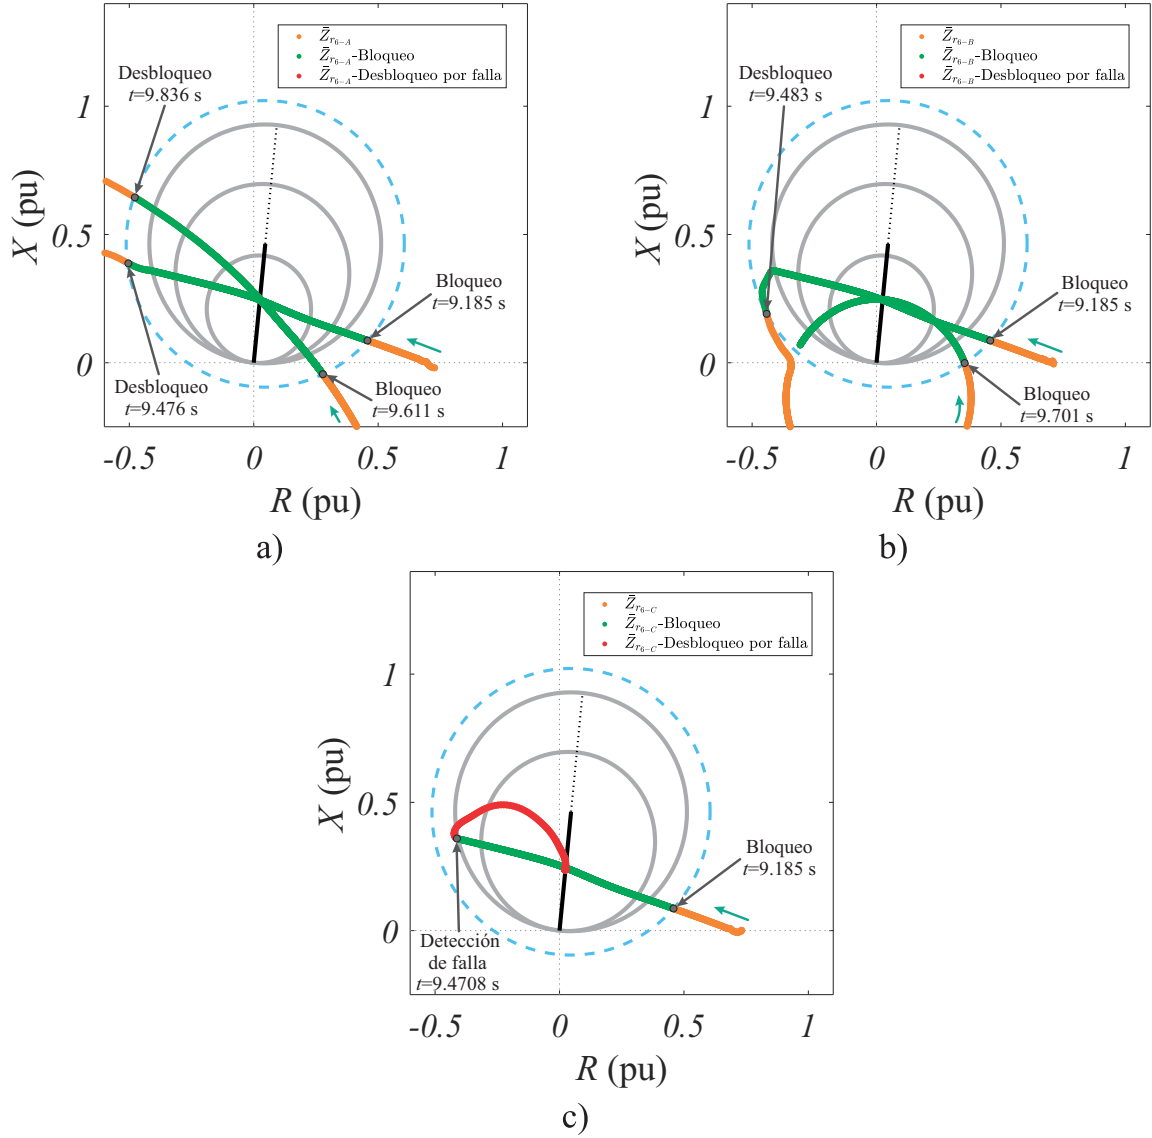 Z̄r6-A
Z̄r6-A-Bloqueo
Z̄r6-A-Desbloqueo por falla
Desbloqueo
t=9.836 s
1
0.5
0
X (pu)
Bloqueo
t=9.185 s
Desbloqueo
t=9.476 s
Bloqueo
t=9.611 s
-0.5
0
0.5
1
R (pu)
a)
Z̄r6-B
Z̄r6-B-Bloqueo
Z̄r6-B-Desbloqueo por falla
Desbloqueo
t=9.483 s
1
0.5
0
X (pu)
Bloqueo
t=9.185 s
Bloqueo
t=9.701 s
-0.5
0
0.5
1
R (pu)
b)
Z̄r6-C
Z̄r6-C-Bloqueo
Z̄r6-C-Desbloqueo por falla
1
0.5
0
X (pu)
Bloqueo
t=9.185 s
Detección
de falla
t=9.4708 s
-0.5
0
0.5
1
R (pu)
c)